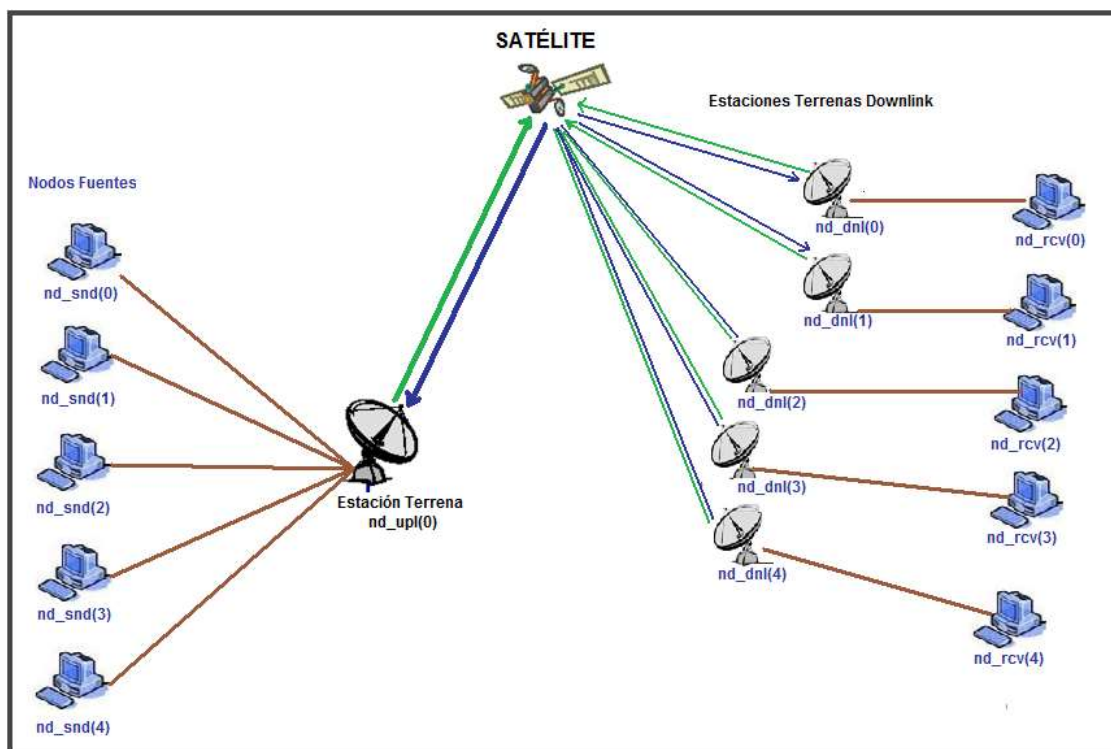 SATÉLITE
Estaciones Terrenas Downlink
Nodos Fuentes
nd_snd(0)
nd_snd(1)
nd_snd(2)
nd_snd(3)
nd_snd(4)
Estación Terrena
nd_upl(0)
nd_dnl(0)
nd_dnl(1)
nd_dnl(2)
nd_dnl(3)
nd_dnl(4)
nd_rcv(0)
nd_rcv(1)
nd_rcv(2)
nd_rcv(3)
nd_rcv(4)